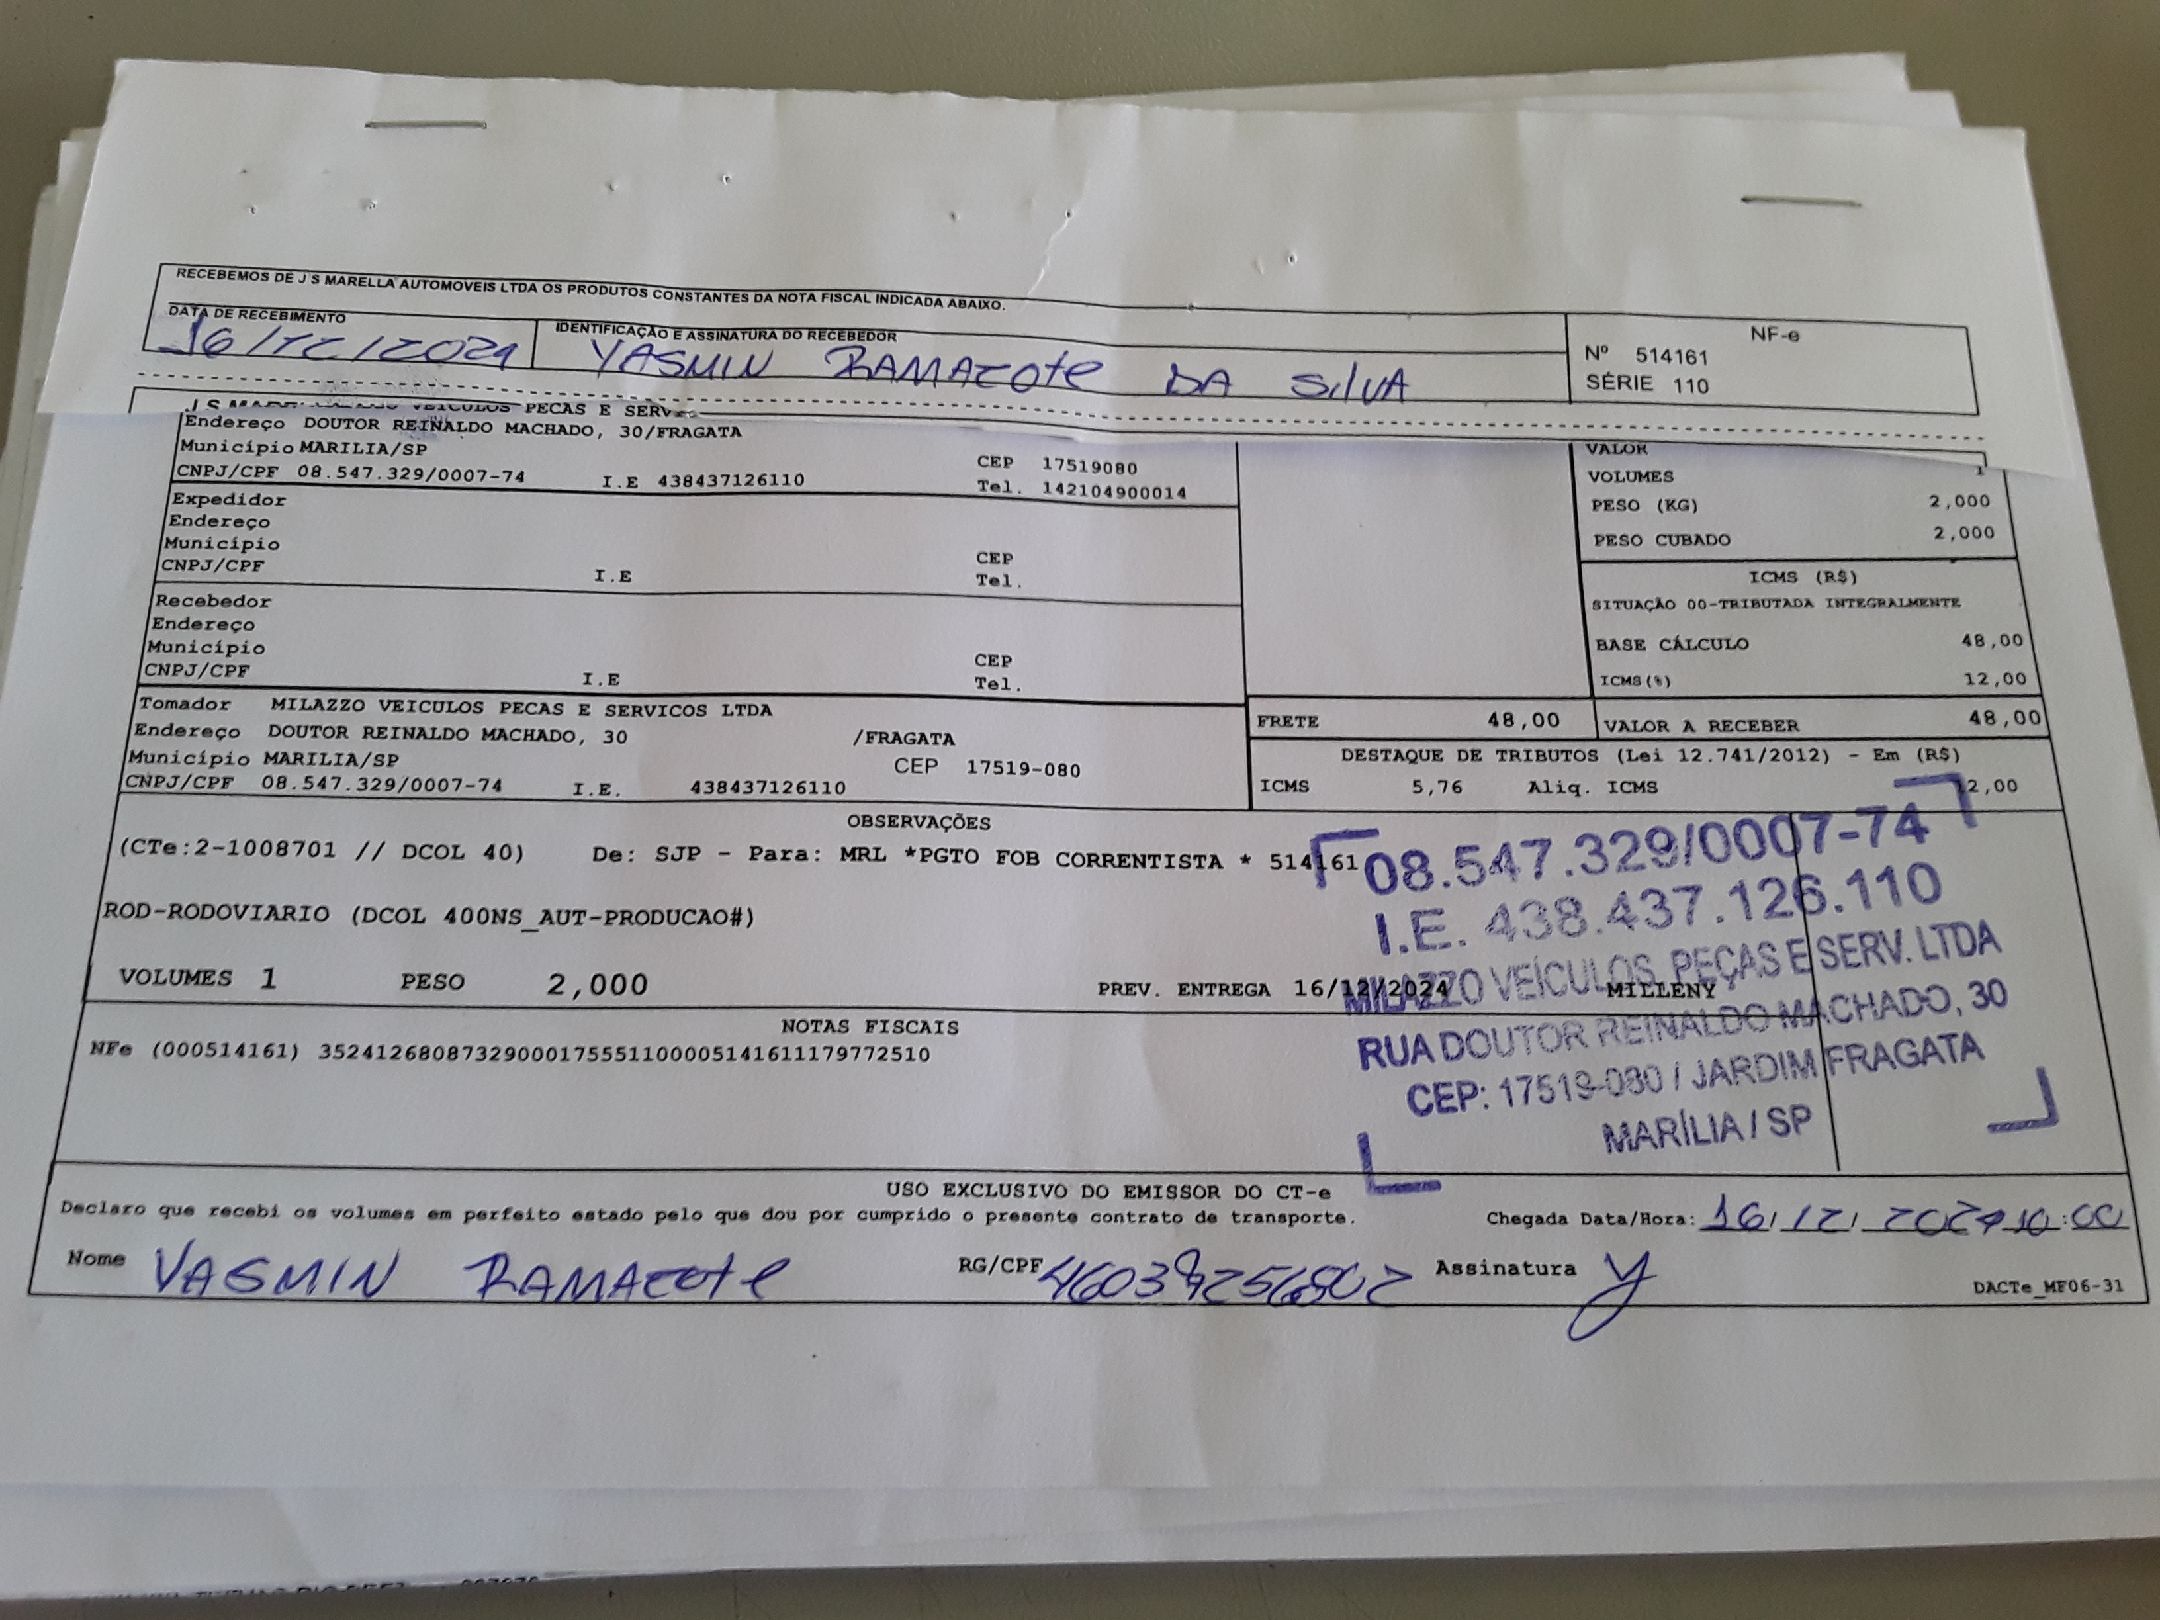 RECEBEMOS DE J S MARELLA AUTOMOVEIS LTDA OS PRODUTOS CONSTANTES DA NOTA FISCAL INDICADA ABAIXO.
DATA DE RECEBIMENTO
16/12/2024
IDENTIFICAÇÃO E ASSINATURA DO RECEBEDOR
YASMIN RAMAZOTE DA SILVA
NF-e
Nº 514161
SÉRIE 110
VEICULOS PECAS E
Endereço DOUTOR REINALDO MACHADO, 30/FRAGATA
Município MARILIA/SP
CEP 17519080
CNPJ/CPF 08.547.329/0007-74 I.E 438437126110 Tel. 142104900014
Expedidor
Endereço
Município
CEP
CNPJ/CPF I.E Tel.
Recebedor
Endereço
Município
CEP
CNPJ/CPF I.E Tel.
Tomador MILAZZO VEICULOS PECAS E SERVICOS LTDA
Endereço DOUTOR REINALDO MACHADO, 30 /FRAGATA
Município MARILIA/SP CEP 17519-080
CNPJ/CPF 08.547.329/0007-74 I.E. 438437126110
VALOR
VOLUMES 1
PESO (KG) 2,000
PESO CUBADO 2,000
ICMS (R$)
SITUAÇÃO 00-TRIBUTADA INTEGRALMENTE
BASE CÁLCULO 48,00
ICMS(%) 12,00
FRETE 48,00 VALOR A RECEBER 48,00
DESTAQUE DE TRIBUTOS (Lei 12.741/2012) - Em (R$)
ICMS 5,76 Aliq. ICMS 12,00
OBSERVAÇÕES
(CTe:2-1008701 // DCOL 40) De: SJP - Para: MRL *PGTO FOB CORRENTISTA * 514161
ROD-RODOVIARIO (DCOL 400NS_AUT-PRODUCAO#)
VOLUMES 1 PESO 2,000 PREV. ENTREGA 16/12/2024 MILLENY
NOTAS FISCAIS
NFe (000514161) 35241268087329000175551100005141611179772510
08.547.329/0007-74
I.E. 438.437.126.110
MILAZZO VEÍCULOS, PEÇAS E SERV. LTDA
RUA DOUTOR REINALDO MACHADO, 30
CEP: 17519-080 / JARDIM FRAGATA
MARÍLIA / SP
USO EXCLUSIVO DO EMISSOR DO CT-e
Declaro que recebi os volumes em perfeito estado pelo que dou por cumprido o presente contrato de transporte.
Chegada Data/Hora: 16/12/2024 10:00
Nome YASMIN RAMAZOTE RG/CPF Assinatura Y
DACTe_MF06-31